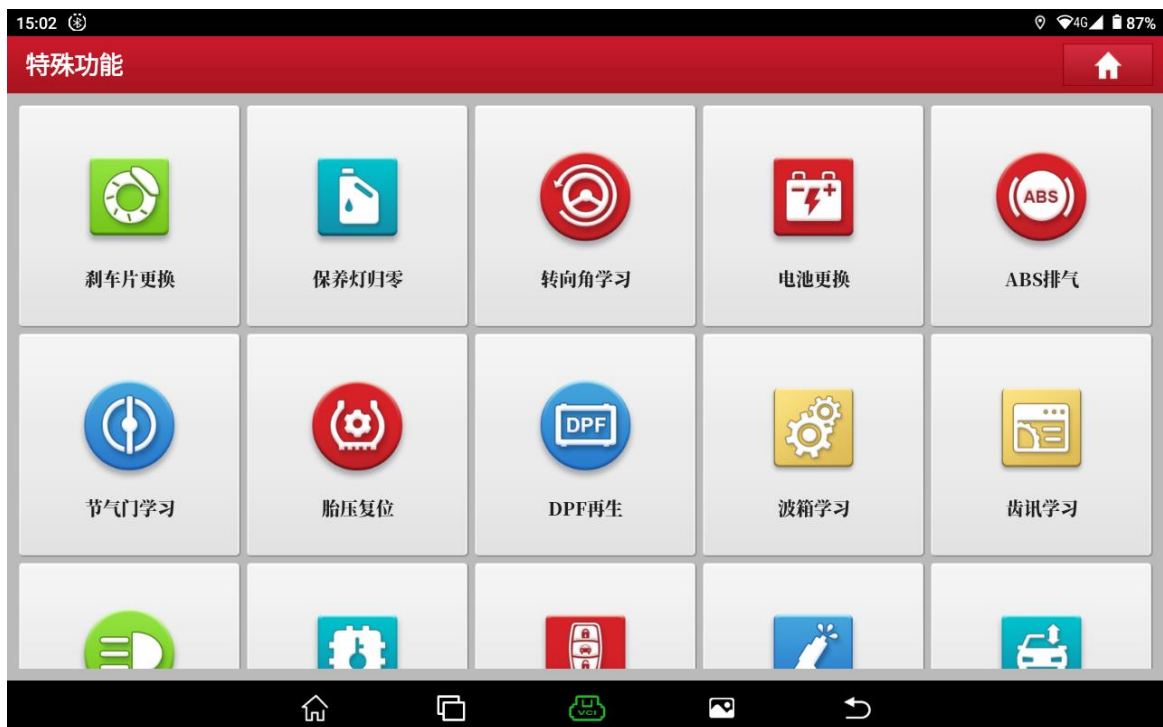 15:02
4G 87%
特殊功能
ABS
刹车片更换
保养灯归零
转向角学习
电池更换
ABS排气
DPF
节气门学习
胎压复位
DPF再生
波箱学习
齿讯学习
VCI